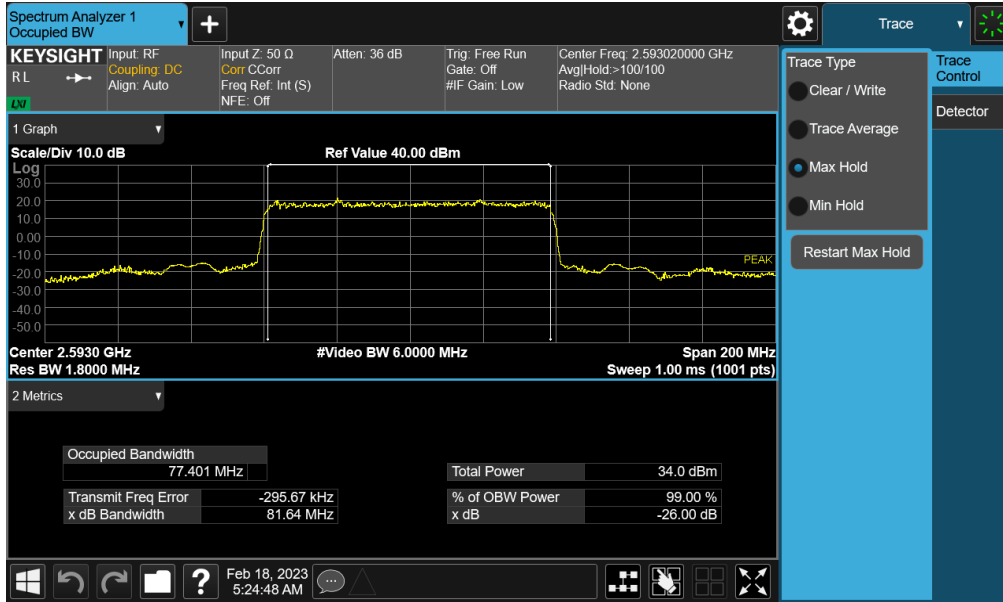 Spectrum Analyzer 1
Occupied BW
Trace
KEYSIGHT
RL
LXI
Input: RF
Coupling: DC
Align: Auto
Input Z: 50 Ω
Corr CCorr
Freq Ref: Int (S)
NFE: Off
Atten: 36 dB
Trig: Free Run
Gate: Off
#IF Gain: Low
Center Freq: 2.593020000 GHz
Avg|Hold:>100/100
Radio Std: None
1 Graph
Scale/Div 10.0 dB
Ref Value 40.00 dBm
Log
30.0
20.0
10.0
0.00
-10.0
-20.0
-30.0
-40.0
-50.0
PEAK
Center 2.5930 GHz
#Video BW 6.0000 MHz
Span 200 MHz
Res BW 1.8000 MHz
Sweep 1.00 ms (1001 pts)
2 Metrics
Occupied Bandwidth
77.401 MHz
Transmit Freq Error -295.67 kHz
x dB Bandwidth 81.64 MHz
Total Power 34.0 dBm
% of OBW Power 99.00 %
x dB -26.00 dB
Trace Type
Clear / Write
Trace Average
Max Hold
Min Hold
Restart Max Hold
Trace
Control
Detector
?
Feb 18, 2023
5:24:48 AM